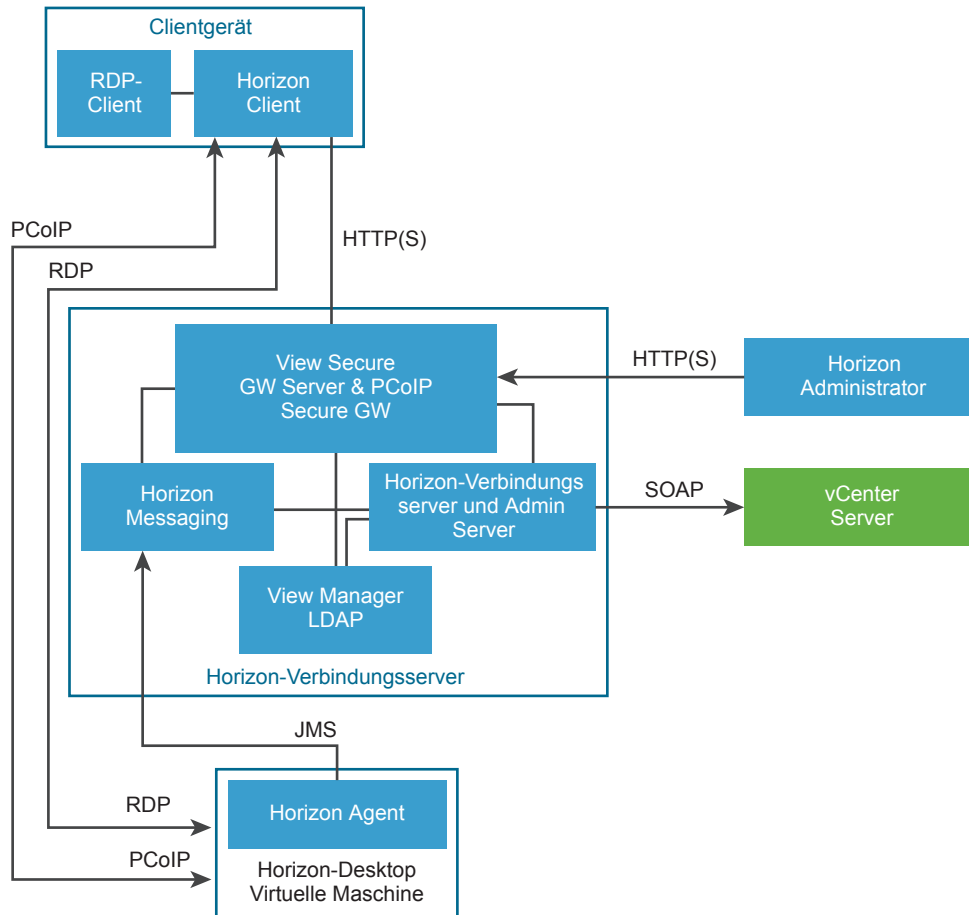 Clientgerät
RDP-
Client
Horizon
Client
PCoIP
HTTP(S)
RDP
View Secure
GW Server & PCoIP
Secure GW
HTTP(S)
Horizon
Administrator
Horizon
Messaging
Horizon-Verbindungs
server und Admin
Server
SOAP
vCenter
Server
View Manager
LDAP
Horizon-Verbindungsserver
JMS
RDP
Horizon Agent
PCoIP
Horizon-Desktop
Virtuelle Maschine